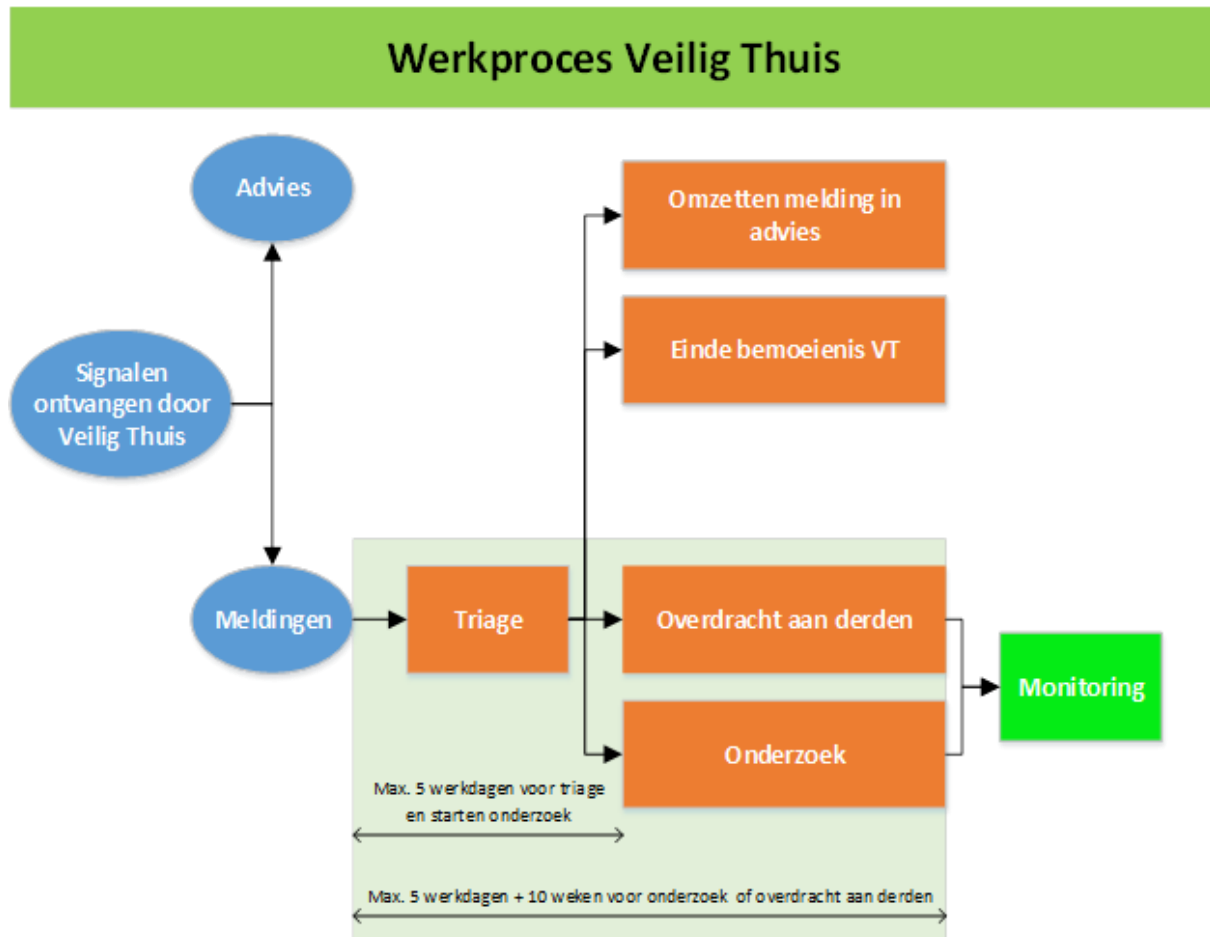 Werkproces Veilig Thuis
Advies
Omzetten melding in
advies
Einde bemoeienis VT
Signalen
ontvangen door
Veilig Thuis
Meldingen
Triage
Overdracht aan derden
Monitoring
Onderzoek
Max. 5 werkdagen voor triage
en starten onderzoek
Max. 5 werkdagen + 10 weken voor onderzoek of overdracht aan derden